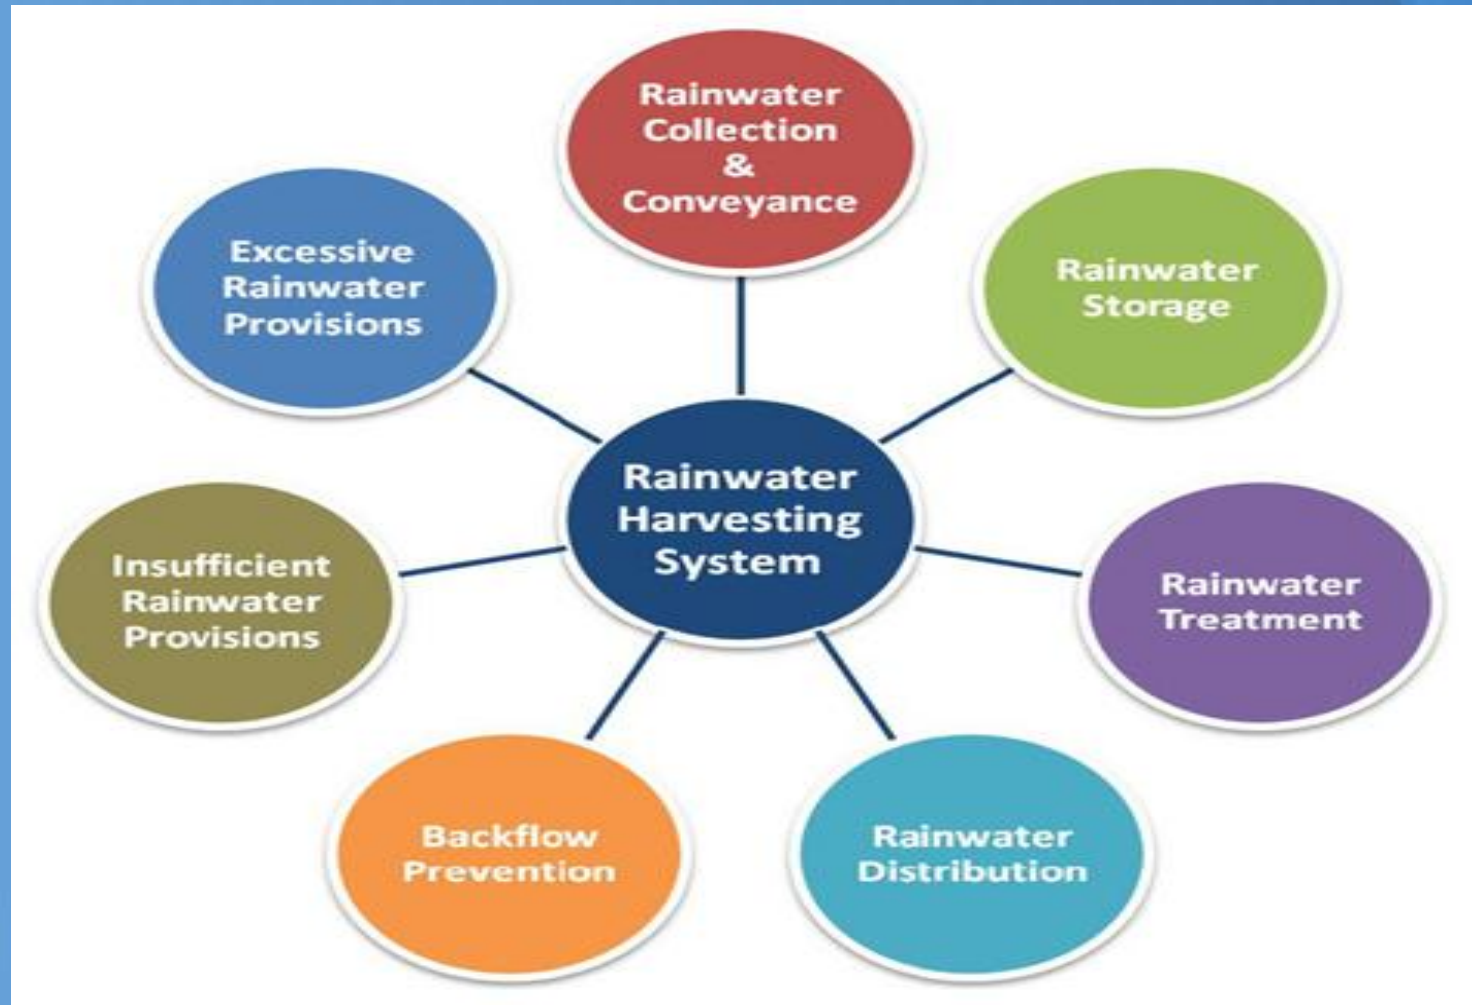 Rainwater
Collection
&
Conveyance
Rainwater
Storage
Rainwater
Treatment
Rainwater
Distribution
Backflow
Prevention
Insufficient
Rainwater
Provisions
Excessive
Rainwater
Provisions
Rainwater
Harvesting
System